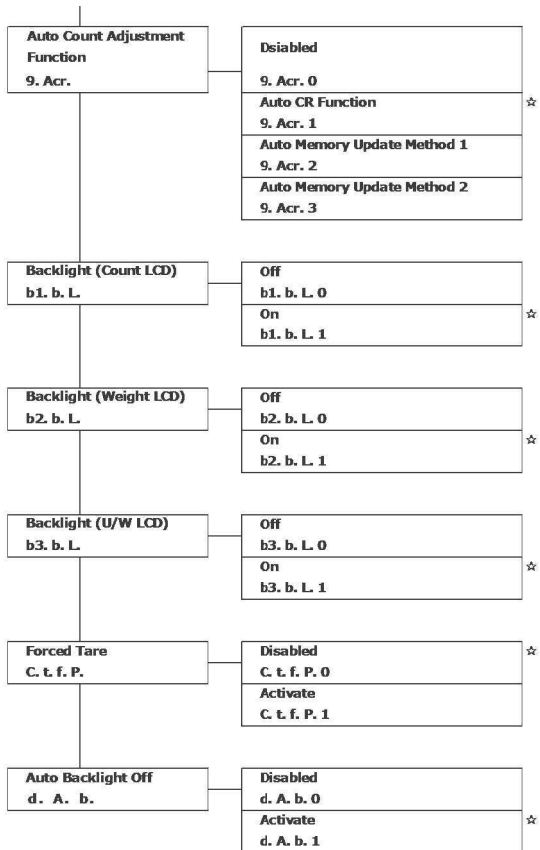 Auto Count Adjustment
Function
9. Acr.
Dsiabled
9. Acr. 0
Auto CR Function ☆
9. Acr. 1
Auto Memory Update Method 1
9. Acr. 2
Auto Memory Update Method 2
9. Acr. 3
Backlight (Count LCD)
b1. b. L.
Off
b1. b. L. 0
On ☆
b1. b. L. 1
Backlight (Weight LCD)
b2. b. L.
Off
b2. b. L. 0
On ☆
b2. b. L. 1
Backlight (U/W LCD)
b3. b. L.
Off
b3. b. L. 0
On ☆
b3. b. L. 1
Forced Tare
C. t. f. P.
Disabled ☆
C. t. f. P. 0
Activate
C. t. f. P. 1
Auto Backlight Off
d. A. b.
Disabled
d. A. b. 0
Activate ☆
d. A. b. 1